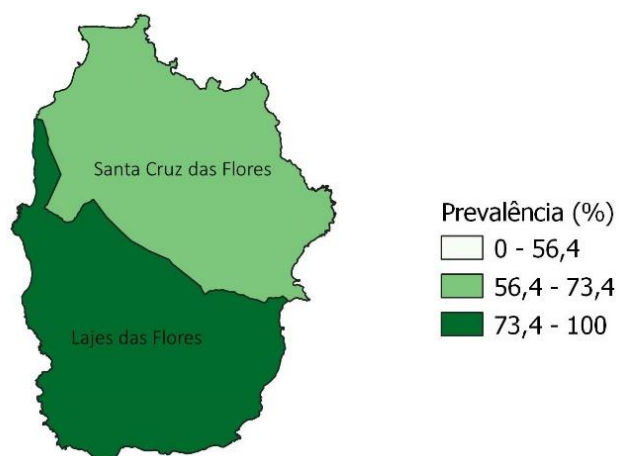 Santa Cruz das Flores
Lajes das Flores
Prevalência (%)
0 - 56,4
56,4 - 73,4
73,4 - 100